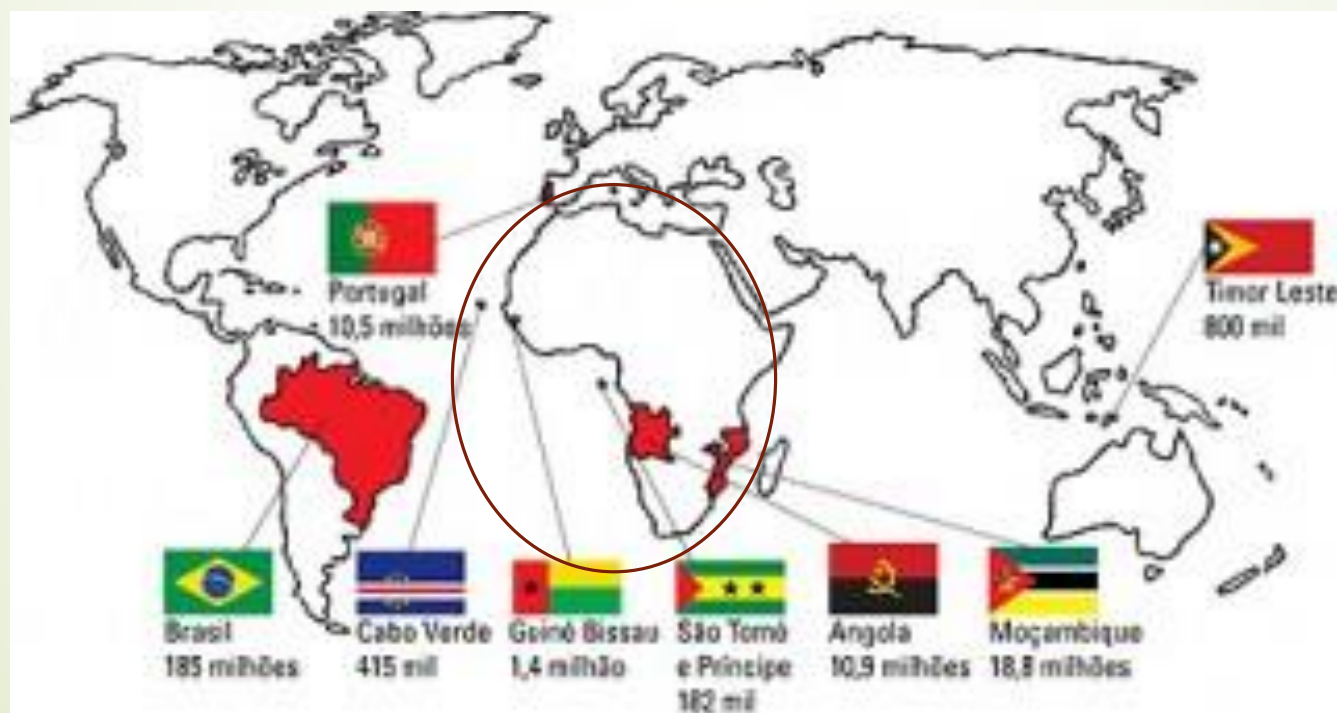 Portugal
10,5 milhões
Timor Leste
800 mil
Brasil
185 milhões
Cabo Verde
415 mil
Guiné Bissau
1,4 milhão
São Tomé
e Príncipe
182 mil
Angola
10,9 milhões
Moçambique
18,8 milhões